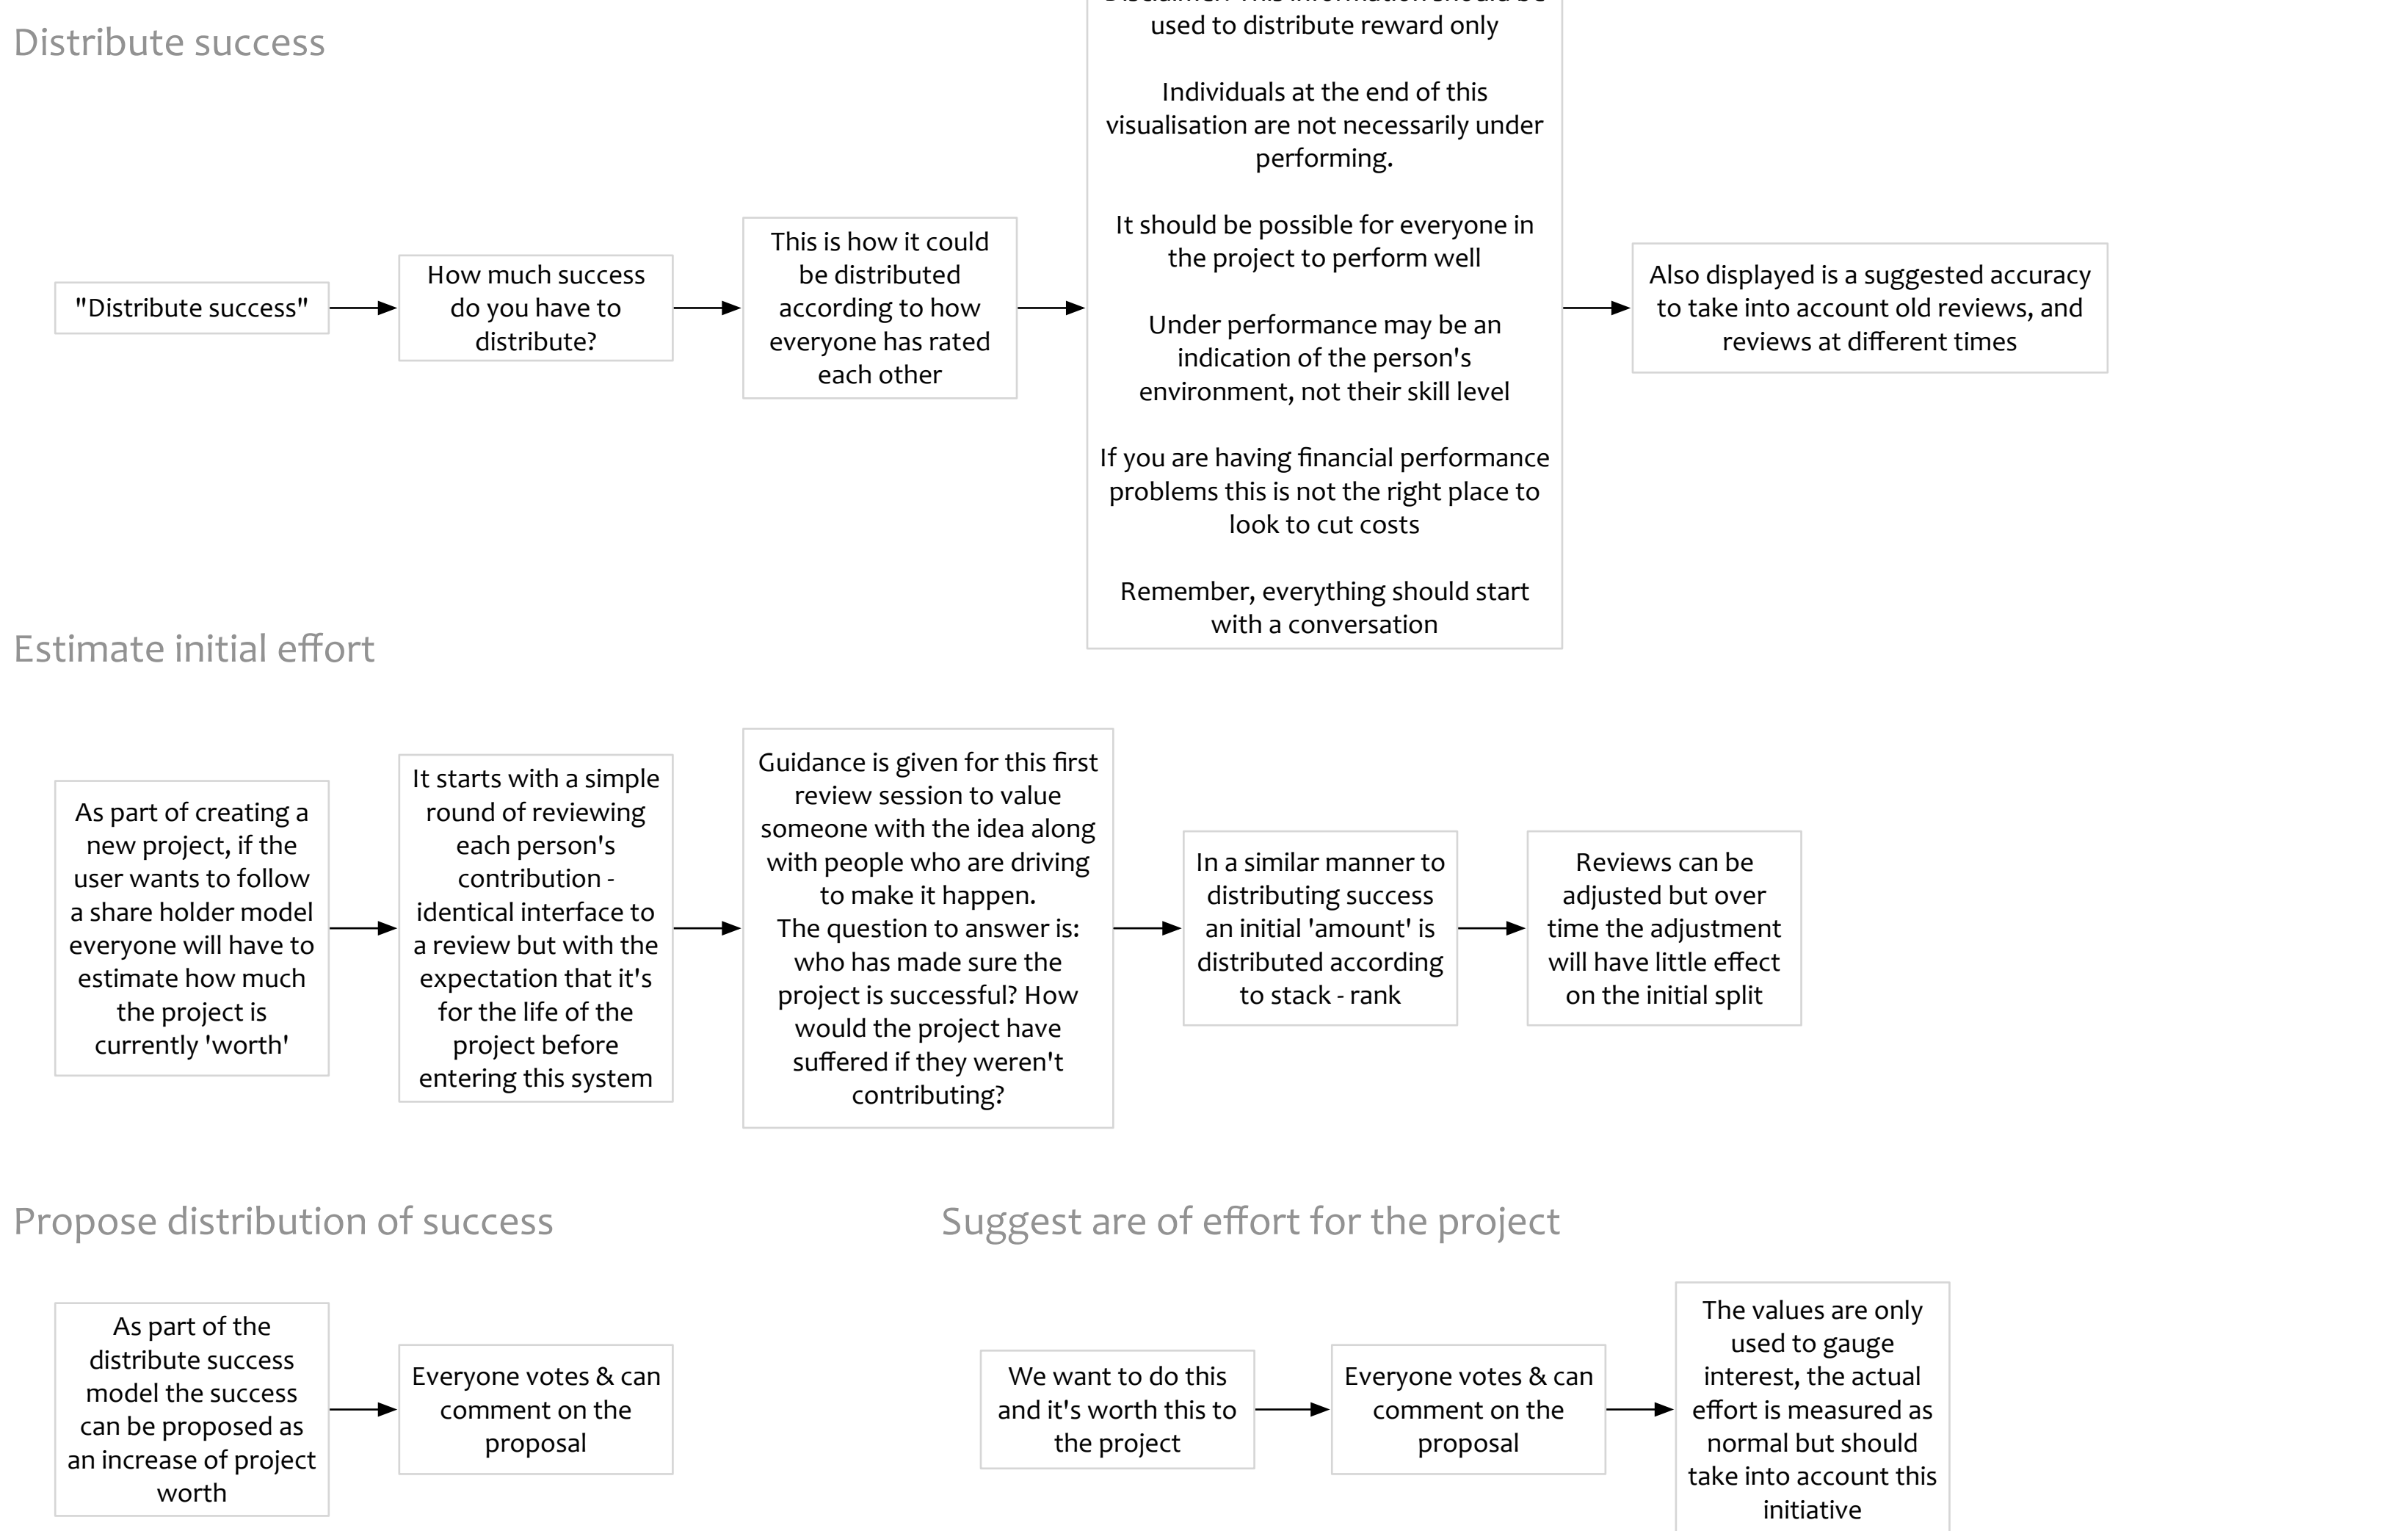 Distribute success
used to distribute reward only
Individuals at the end of this
visualisation are not necessarily under
performing.
It should be possible for everyone in
the project to perform well
Under performance may be an
indication of the person's
environment, not their skill level
If you are having financial performance
problems this is not the right place to
look to cut costs
Remember, everything should start
with a conversation
"Distribute success"
How much success
do you have to
distribute?
This is how it could
be distributed
according to how
everyone has rated
each other
Also displayed is a suggested accuracy
to take into account old reviews, and
reviews at different times
Estimate initial effort
As part of creating a
new project, if the
user wants to follow
a share holder model
everyone will have to
estimate how much
the project is
currently 'worth'
It starts with a simple
round of reviewing
each person's
contribution -
identical interface to
a review but with the
expectation that it's
for the life of the
project before
entering this system
Guidance is given for this first
review session to value
someone with the idea along
with people who are driving
to make it happen.
The question to answer is:
who has made sure the
project is successful? How
would the project have
suffered if they weren't
contributing?
In a similar manner to
distributing success
an initial 'amount' is
distributed according
to stack - rank
Reviews can be
adjusted but over
time the adjustment
will have little effect
on the initial split
Propose distribution of success
As part of the
distribute success
model the success
can be proposed as
an increase of project
worth
Everyone votes & can
comment on the
proposal
Suggest are of effort for the project
We want to do this
and it's worth this to
the project
Everyone votes & can
comment on the
proposal
The values are only
used to gauge
interest, the actual
effort is measured as
normal but should
take into account this
initiative